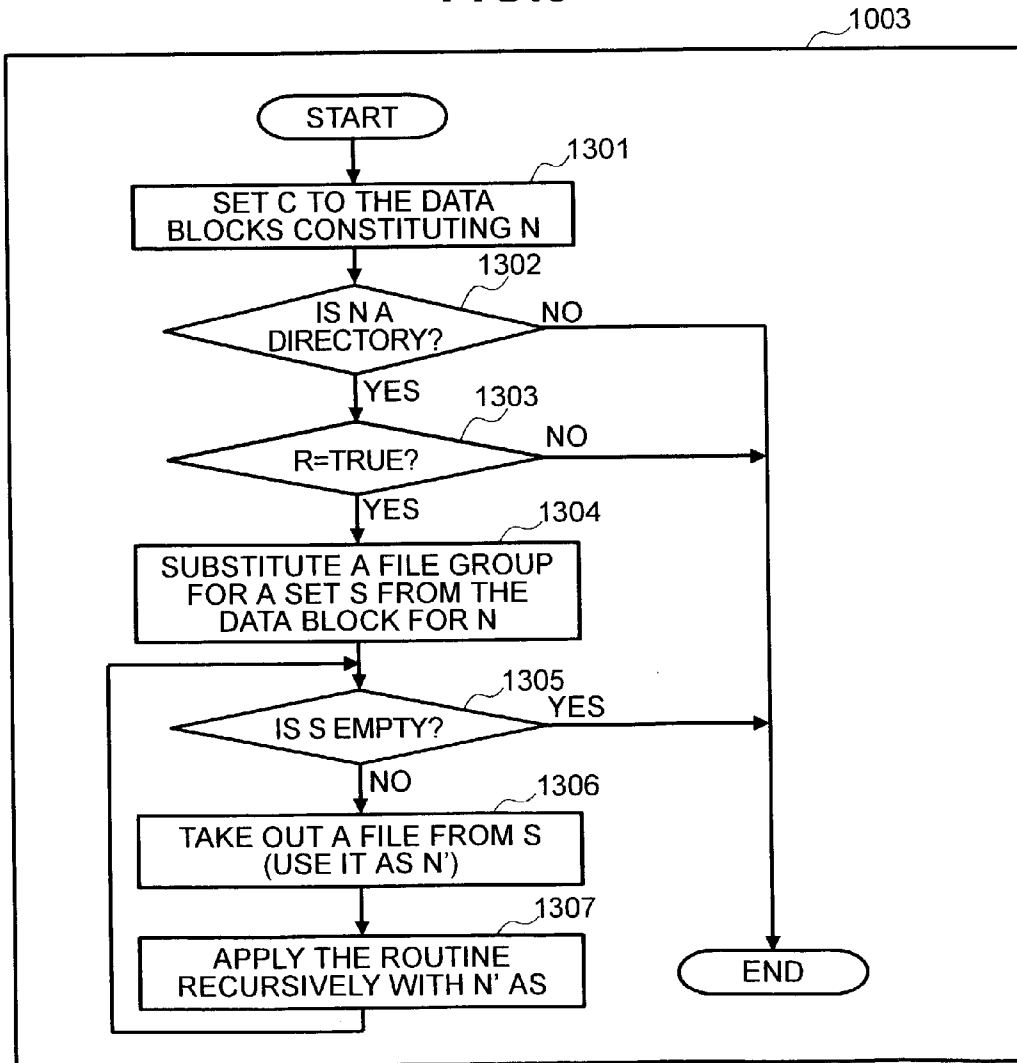 1003
START
1301
SET C TO THE DATA
BLOCKS CONSTITUTING N
1302
IS N A
DIRECTORY?
NO
YES
1303
R=TRUE?
NO
YES
1304
SUBSTITUTE A FILE GROUP
FOR A SET S FROM THE
DATA BLOCK FOR N
1305
IS S EMPTY?
YES
NO
1306
TAKE OUT A FILE FROM S
(USE IT AS N')
1307
APPLY THE ROUTINE
RECURSIVELY WITH N' AS
END